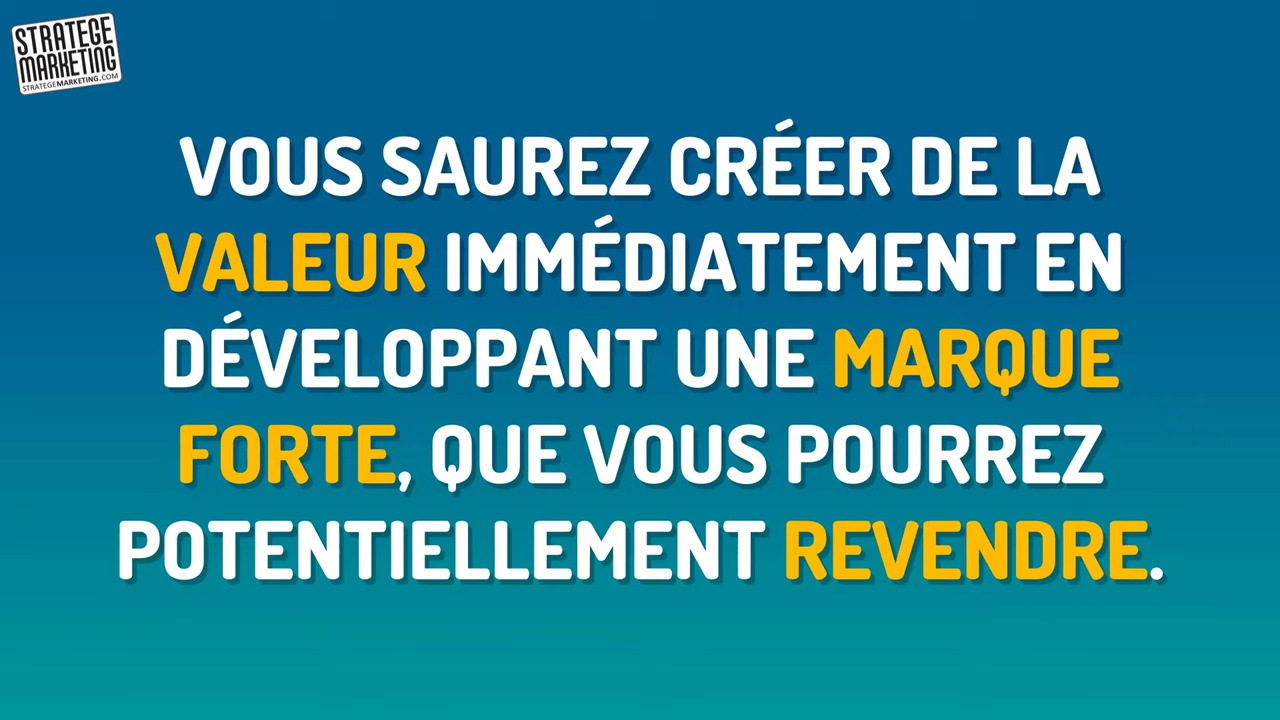 STRATEGE
MARKETING
STRATEGEMARKETING.COM
VOUS SAUREZ CRÉER DE LA
VALEUR IMMÉDIATEMENT EN
DÉVELOPPANT UNE MARQUE
FORTE, QUE VOUS POURREZ
POTENTIELLEMENT REVENDRE.